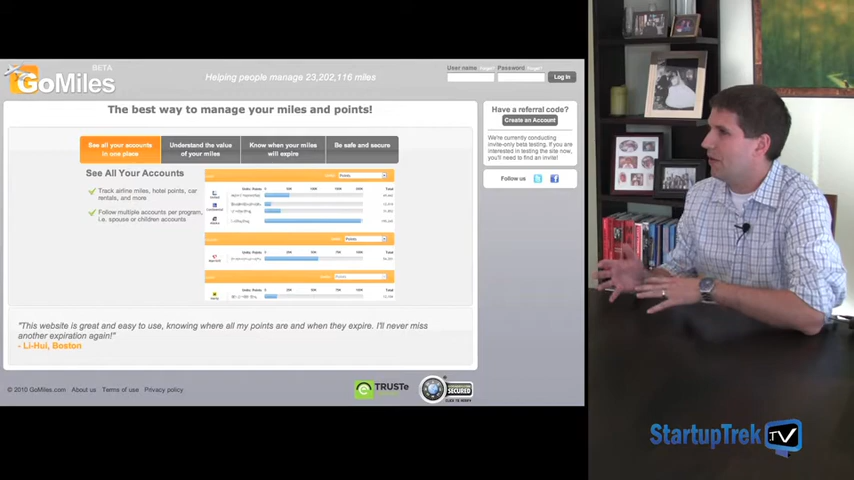 BETA
GoMiles
Helping people manage 23,202,116 miles
User name
Password
Log In
The best way to manage your miles and points!
See all your accounts
in one place
Understand the value
of your miles
Know when your miles
will expire
Be safe and secure
See All Your Accounts
Track airline miles, hotel points, car
rentals, and more
Follow multiple accounts per program,
i.e. spouse or children accounts
Points
Total
Points
Total
Points
Total
Have a referral code?
Create an Account
We're currently conducting
invite-only beta testing. If you are
interested in testing the site now,
you'll need to find an invite!
Follow us
"This website is great and easy to use, knowing where all my points are and when they expire. I'll never miss
another expiration again!"
- Li-Hui, Boston
© 2010 GoMiles.com
About us
Terms of use
Privacy policy
TRUSTe
SECURED
StartupTrek
TV